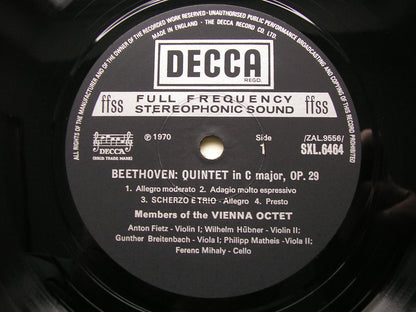 ALL RIGHTS OF THE MANUFACTURER AND OF THE OWNER OF THE RECORDED WORK RESERVED · UNAUTHORISED PUBLIC PERFORMANCE BROADCASTING AND COPYING OF THIS RECORD PROHIBITED
MADE IN ENGLAND · THE DECCA RECORD CO. LTD.
DECCA
REGD.
ffss FULL FREQUENCY ffss
STEREOPHONIC SOUND
DECCA
(REGD. TRADE MARK)
℗ 1970
Side
1
/ZAL.9556/
SXL.6464
BEETHOVEN: QUINTET in C major, OP. 29
1. Allegro moderato 2. Adagio molto espressivo
3. SCHERZO E TRIO - Allegro 4. Presto
Members of the VIENNA OCTET
Anton Fietz - Violin I; Wilhelm Hübner - Violin II;
Gunther Breitenbach - Viola I; Philipp Matheis - Viola II;
Ferenc Mihaly - Cello